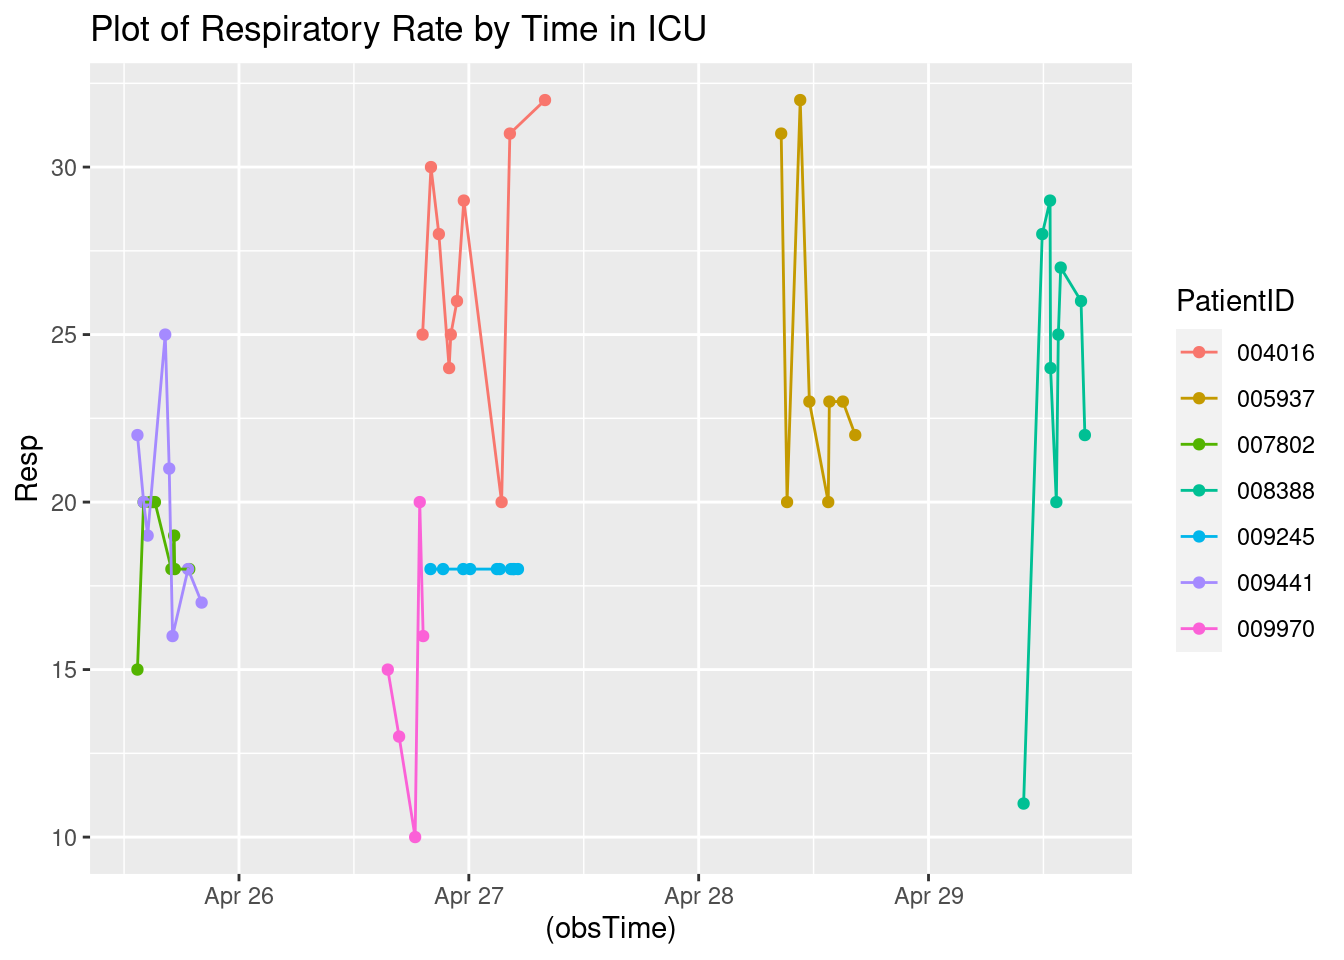 Plot of Respiratory Rate by Time in ICU
Resp
30
25
20
15
10
Apr 26
Apr 27
Apr 28
Apr 29
(obsTime)
PatientID
004016
005937
007802
008388
009245
009441
009970